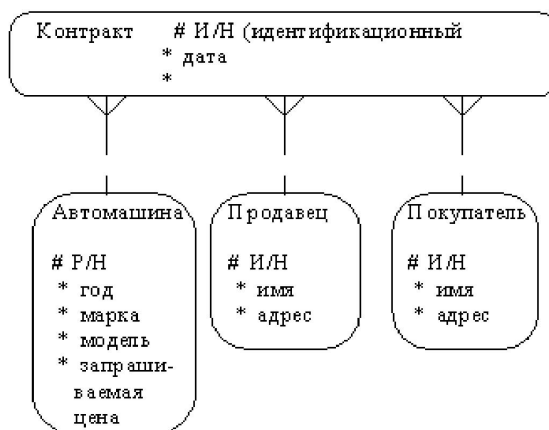 Контракт # И/Н (идентификационный
* дата
*
Автомашина
# Р/Н
* год
* марка
* модель
* запраши-
ваемая
цена
Продавец
# И/Н
* имя
* адрес
Покупатель
# И/Н
* имя
* адрес